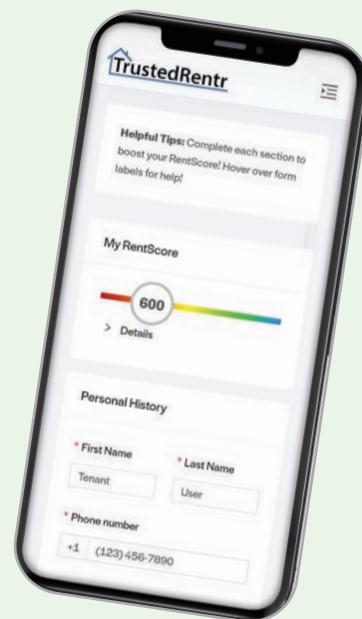 TrustedRentr
Helpful Tips: Complete each section to
boost your RentScore! Hover over form
labels for help!
My RentScore
600
> Details
Personal History
* First Name
* Last Name
Tenant
User
* Phone number
+1 (123) 456-7890